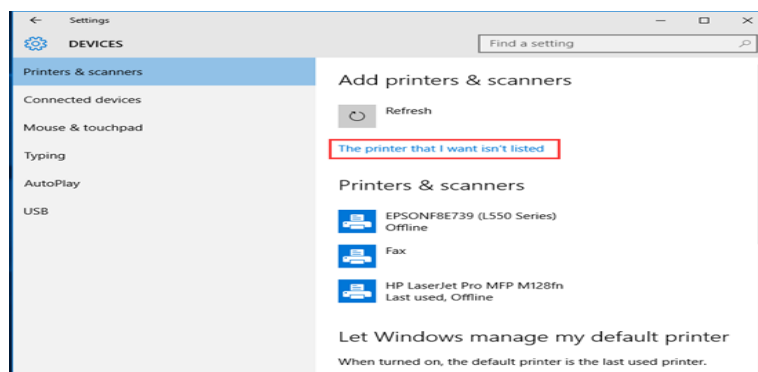 Settings
DEVICES
Find a setting
Printers & scanners
Connected devices
Mouse & touchpad
Typing
AutoPlay
USB
Add printers & scanners
Refresh
The printer that I want isn't listed
Printers & scanners
EPSONF8E739 (L550 Series)
Offline
Fax
HP LaserJet Pro MFP M128fn
Last used, Offline
Let Windows manage my default printer
When turned on, the default printer is the last used printer.